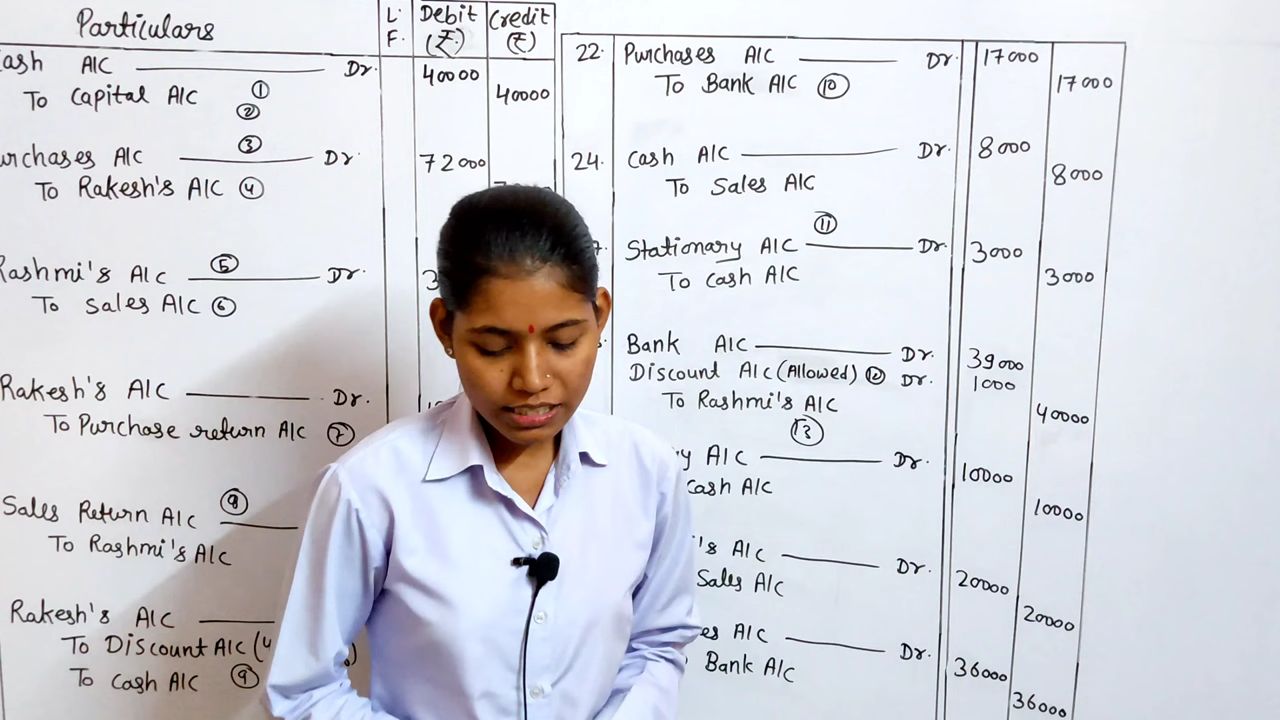 Particulars
L. F.
Debit (₹)
Credit (₹)
Cash A/C Dr. 40000
To Capital A/C ① 40000
②
③
Purchases A/C Dr 72000
To Rakesh's A/C ④
Rashmi's A/C ⑤ Dr.
To Sales A/C ⑥
Rakesh's A/C Dr.
To Purchase return A/C ⑦
Sales Return A/C ⑧
To Rashmi's A/C
Rakesh's A/C
To Discount A/C
To Cash A/C ⑨
22. Purchases A/C Dr. 17000
To Bank A/C ⑩ 17000
24. Cash A/C Dr. 8000
To Sales A/C 8000
⑪
Stationary A/C Dr. 3000
To Cash A/C 3000
Bank A/C Dr. 39000
Discount A/C (Allowed) ⑫ Dr. 1000
To Rashmi's A/C 40000
⑬
y A/C Dr. 10000
Cash A/C 10000
's A/C Dr. 20000
Sales A/C 20000
es A/C Dr. 36000
Bank A/C 36000